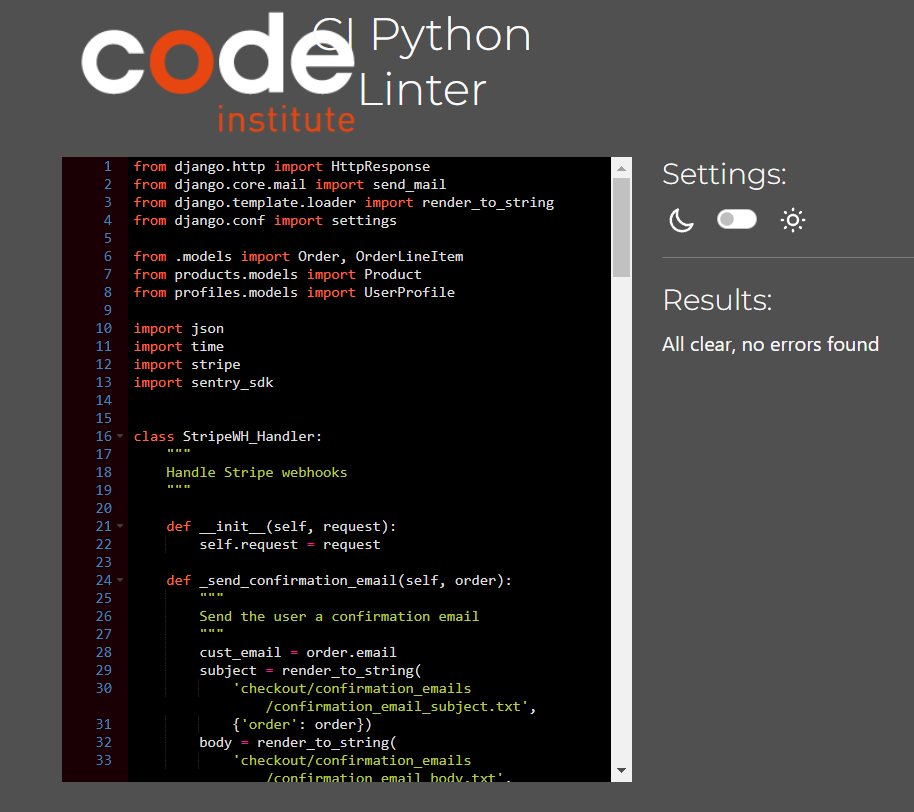 code
institute
CI Python
Linter
1 from django.http import HttpResponse
2 from django.core.mail import send_mail
3 from django.template.loader import render_to_string
4 from django.conf import settings
5
6 from .models import Order, OrderLineItem
7 from products.models import Product
8 from profiles.models import UserProfile
9
10 import json
11 import time
12 import stripe
13 import sentry_sdk
14
15
16 class StripeWH_Handler:
17 """
18 Handle Stripe webhooks
19 """
20
21 def __init__(self, request):
22 self.request = request
23
24 def _send_confirmation_email(self, order):
25 """
26 Send the user a confirmation email
27 """
28 cust_email = order.email
29 subject = render_to_string(
30 'checkout/confirmation_emails
/confirmation_email_subject.txt',
31 {'order': order})
32 body = render_to_string(
33 'checkout/confirmation_emails
/confirmation_email_body.txt',
Settings:
Results:
All clear, no errors found